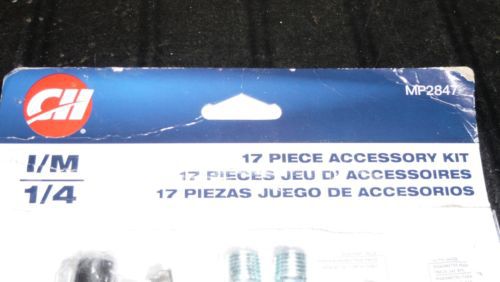 CH
MP2847
I/M
1/4
17 PIECE ACCESSORY KIT
17 PIECES JEU D' ACCESSOIRES
17 PIEZAS JUEGO DE ACCESORIOS